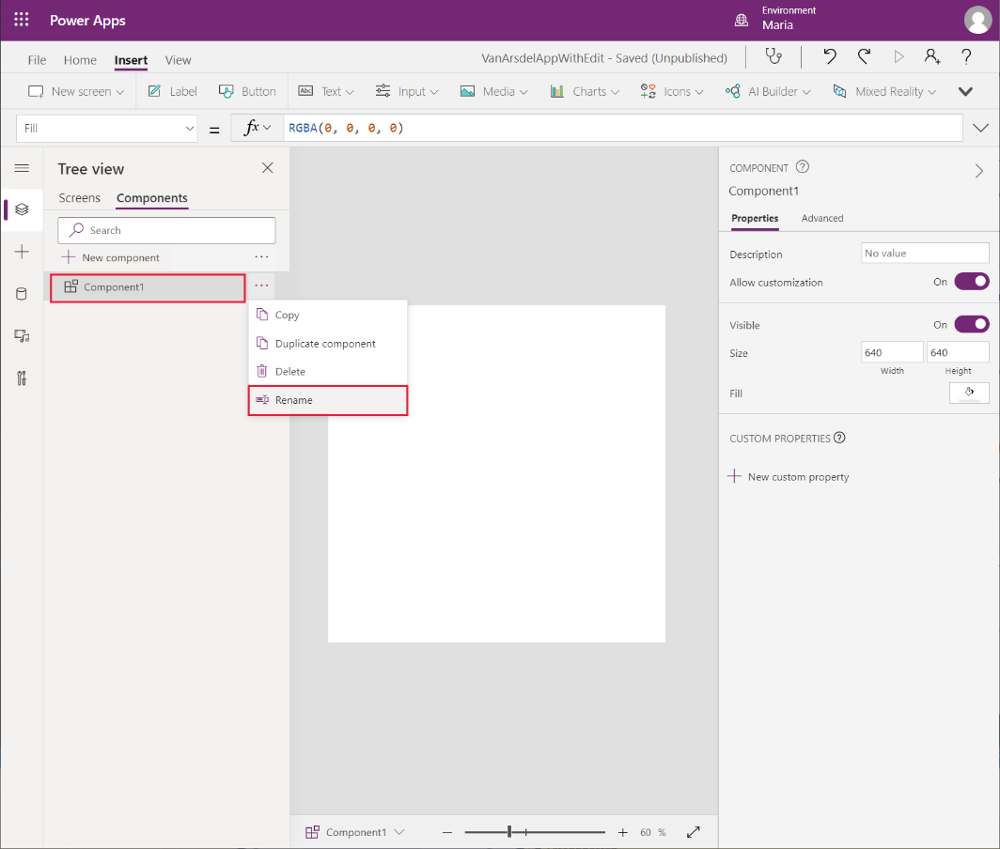 Power Apps
Environment
Maria
File Home Insert View
VanArsdelAppWithEdit - Saved (Unpublished)
?
New screen Label Button Text Input Media Charts Icons AI Builder Mixed Reality
Fill = fx RGBA(0, 0, 0, 0)
Tree view
Screens Components
Search
New component ...
Component1 ...
Copy
Duplicate component
Delete
Rename
COMPONENT ?
Component1
Properties Advanced
Description No value
Allow customization On
Visible On
Size 640 640
Width Height
Fill
CUSTOM PROPERTIES ?
New custom property
Component1 60 %